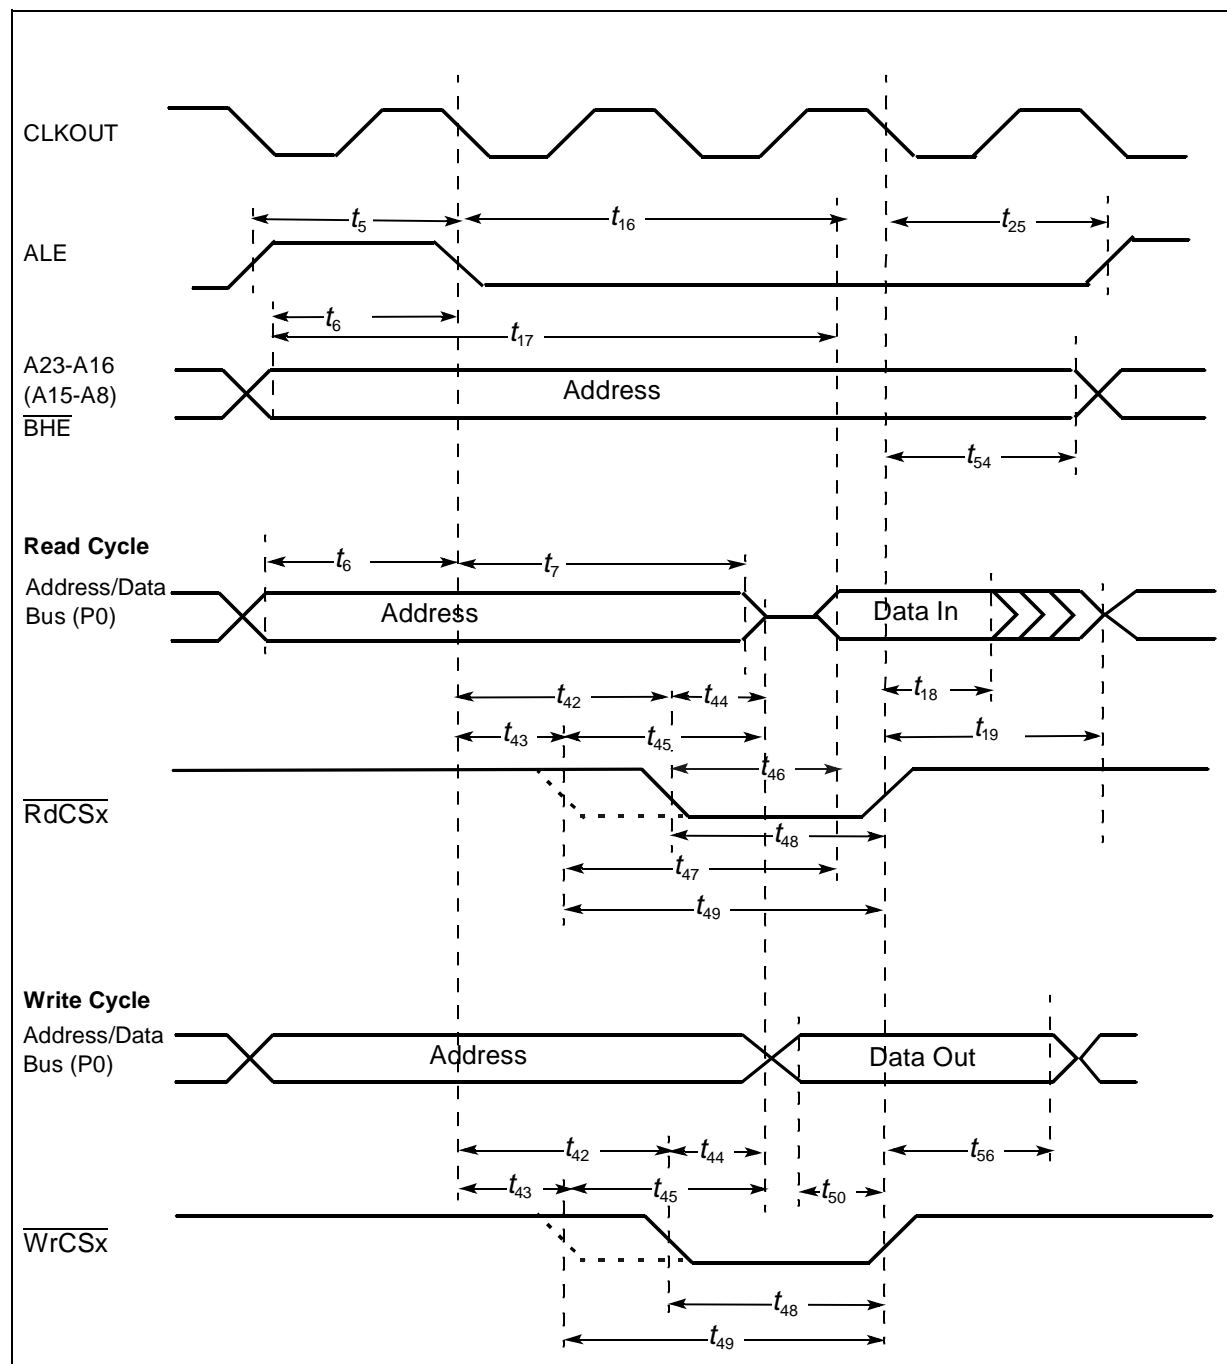 CLKOUT
t5
t16
t25
ALE
t6
t17
A23-A16
(A15-A8)
BHE
Address
t54
Read Cycle
Address/Data
Bus (P0)
t6
t7
Address
Data In
t42
t44
t18
t43
t45
t19
t46
RdCSx
t48
t47
t49
Write Cycle
Address/Data
Bus (P0)
Address
Data Out
t42
t44
t56
t43
t45
t50
WrCSx
t48
t49